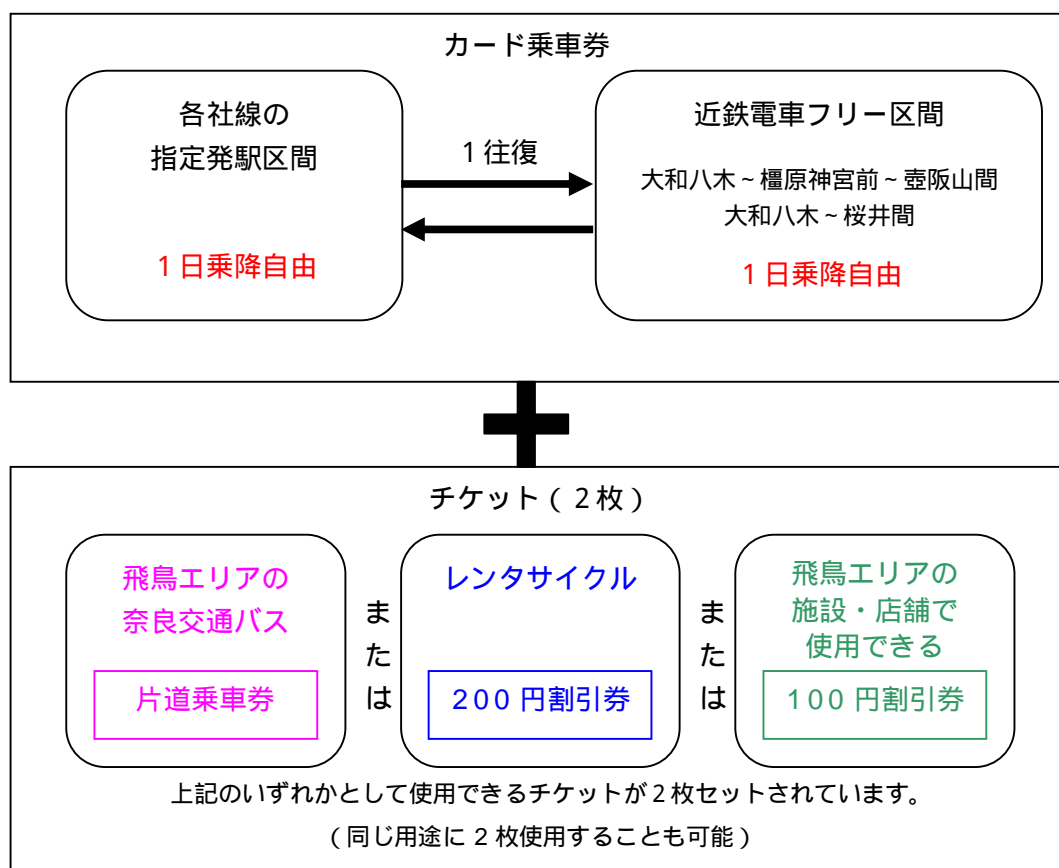 カード乗車券
各社線の
指定発駅区間
1日乗降自由
1往復
近鉄電車フリー区間
大和八木~橿原神宮前~壺阪山間
大和八木~桜井間
1日乗降自由
チケット(2枚)
飛鳥エリアの
奈良交通バス
片道乗車券
または
レンタサイクル
200円割引券
または
飛鳥エリアの
施設・店舗で
使用できる
100円割引券
上記のいずれかとして使用できるチケットが2枚セットされています。
(同じ用途に2枚使用することも可能)